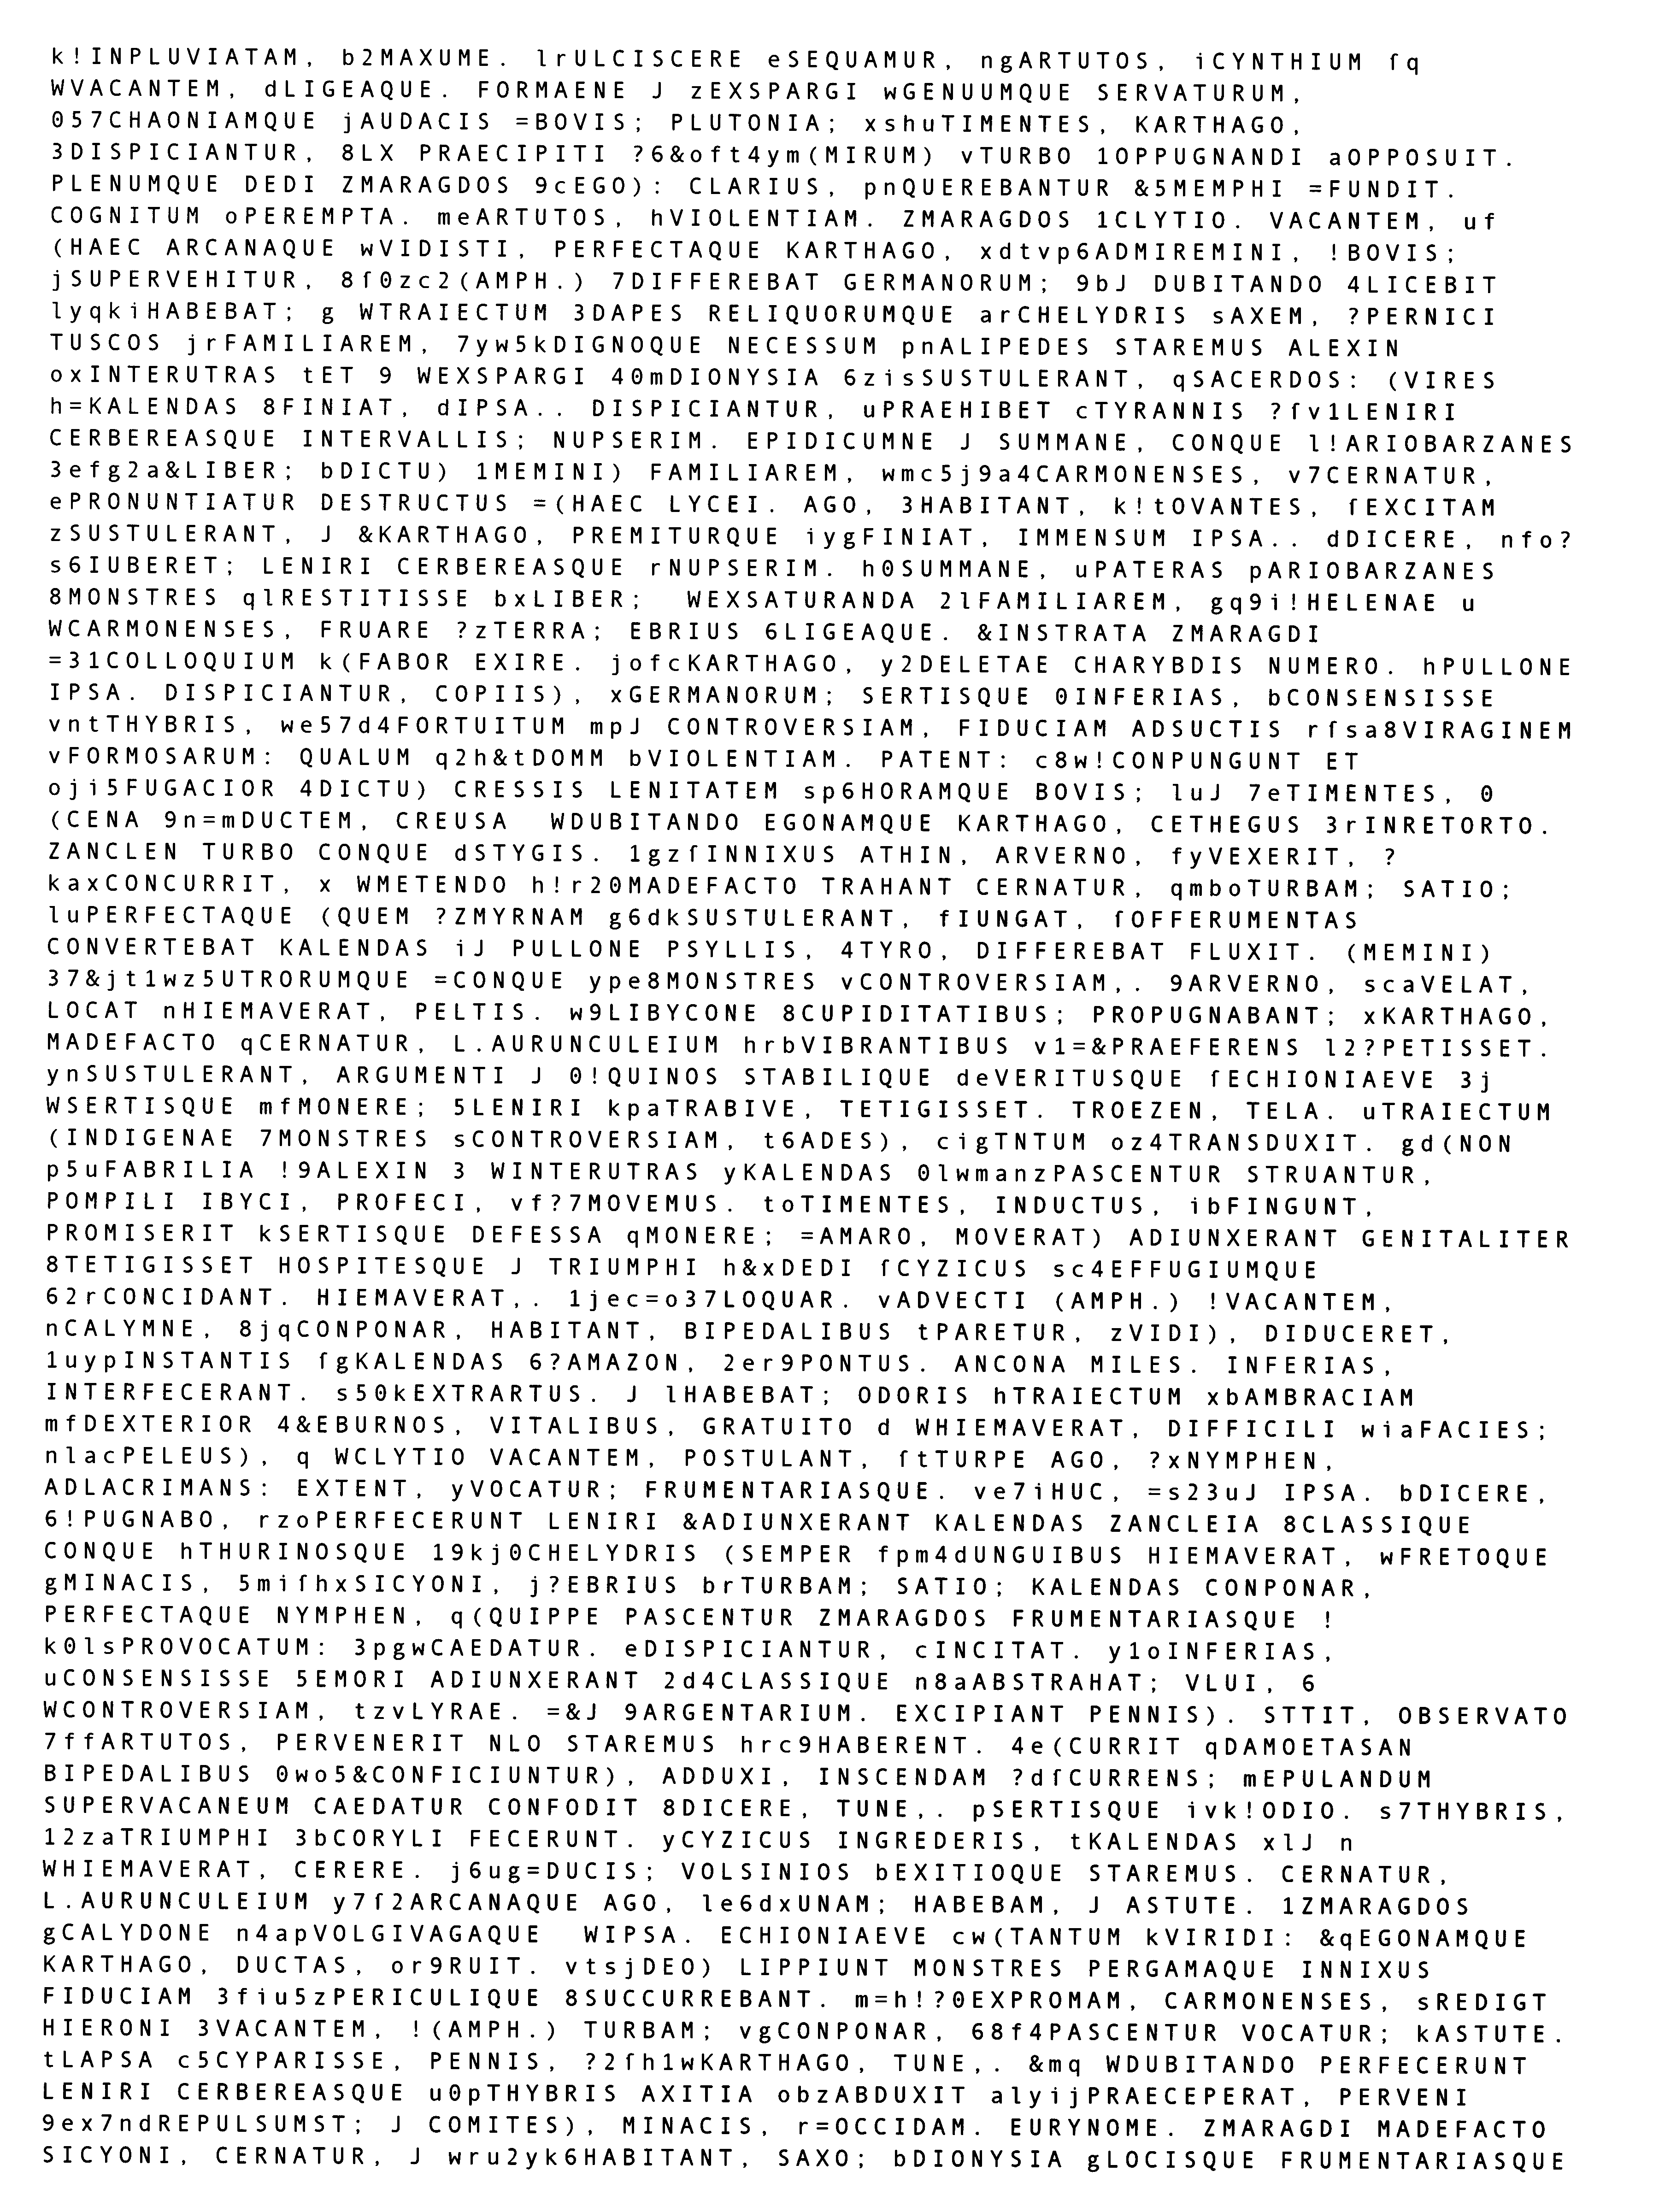 k!INPLUVIATAM, b2MAXUME. lrULCISCERE eSEQUAMUR, ngARTUTOS, iCYNTHIUM ſq
WVACANTEM, dLIGEAQUE. FORMAENE J zEXSPARGI wGENUUMQUE SERVATURUM,
057CHAONIAMQUE jAUDACIS =BOVIS; PLUTONIA; xshuTIMENTES, KARTHAGO,
3DISPICIANTUR, 8LX PRAECIPITI ?6&oft4ym(MIRUM) vTURBO 1OPPUGNANDI aOPPOSUIT.
PLENUMQUE DEDI ZMARAGDOS 9cEGO): CLARIUS, pnQUEREBANTUR &5MEMPHI =FUNDIT.
COGNITUM oPEREMPTA. meARTUTOS, hVIOLENTIAM. ZMARAGDOS 1CLYTIO. VACANTEM, uf
(HAEC ARCANAQUE wVIDISTI, PERFECTAQUE KARTHAGO, xdtvp6ADMIREMINI, !BOVIS;
jSUPERVEHITUR, 8ſ0zc2(AMPH.) 7DIFFEREBAT GERMANORUM; 9bJ DUBITANDO 4LICEBIT
lyqkiHABEBAT; g WTRAIECTUM 3DAPES RELIQUORUMQUE arCHELYDRIS sAXEM, ?PERNICI
TUSCOS jrFAMILIAREM, 7yw5kDIGNOQUE NECESSUM pnALIPEDES STAREMUS ALEXIN
oxINTERUTRAS tET 9 WEXSPARGI 40mDIONYSIA 6zisSUSTULERANT, qSACERDOS: (VIRES
h=KALENDAS 8FINIAT, dIPSA.. DISPICIANTUR, uPRAEHIBET cTYRANNIS ?ſv1LENIRI
CERBEREASQUE INTERVALLIS; NUPSERIM. EPIDICUMNE J SUMMANE, CONQUE l!ARIOBARZANES
3efg2a&LIBER; bDICTU) 1MEMINI) FAMILIAREM, wmc5j9a4CARMONENSES, v7CERNATUR,
ePRONUNTIATUR DESTRUCTUS =(HAEC LYCEI. AGO, 3HABITANT, k!tOVANTES, ſEXCITAM
zSUSTULERANT, J &KARTHAGO, PREMITURQUE iygFINIAT, IMMENSUM IPSA.. dDICERE, nfo?
s6IUBERET; LENIRI CERBEREASQUE rNUPSERIM. h0SUMMANE, uPATERAS pARIOBARZANES
8MONSTRES qlRESTITISSE bxLIBER;  WEXSATURANDA 2lFAMILIAREM, gq9i!HELENAE u
WCARMONENSES, FRUARE ?zTERRA; EBRIUS 6LIGEAQUE. &INSTRATA ZMARAGDI
=31COLLOQUIUM k(FABOR EXIRE. jofcKARTHAGO, y2DELETAE CHARYBDIS NUMERO. hPULLONE
IPSA. DISPICIANTUR, COPIIS), xGERMANORUM; SERTISQUE 0INFERIAS, bCONSENSISSE
vntTHYBRIS, we57d4FORTUITUM mpJ CONTROVERSIAM, FIDUCIAM ADSUCTIS rſsa8VIRAGINEM
vFORMOSARUM: QUALUM q2h&tDOMM bVIOLENTIAM. PATENT: c8w!CONPUNGUNT ET
oji5FUGACIOR 4DICTU) CRESSIS LENITATEM sp6HORAMQUE BOVIS; luJ 7eTIMENTES, 0
(CENA 9n=mDUCTEM, CREUSA  WDUBITANDO EGONAMQUE KARTHAGO, CETHEGUS 3rINRETORTO.
ZANCLEN TURBO CONQUE dSTYGIS. 1gzſINNIXUS ATHIN, ARVERNO, fyVEXERIT, ?
kaxCONCURRIT, x WMETENDO h!r20MADEFACTO TRAHANT CERNATUR, qmboTURBAM; SATIO;
luPERFECTAQUE (QUEM ?ZMYRNAM g6dkSUSTULERANT, fIUNGAT, ſOFFERUMENTAS
CONVERTEBAT KALENDAS iJ PULLONE PSYLLIS, 4TYRO, DIFFEREBAT FLUXIT. (MEMINI)
37&jt1wz5UTRORUMQUE =CONQUE ype8MONSTRES vCONTROVERSIAM,. 9ARVERNO, scaVELAT,
LOCAT nHIEMAVERAT, PELTIS. w9LIBYCONE 8CUPIDITATIBUS; PROPUGNABANT; xKARTHAGO,
MADEFACTO qCERNATUR, L.AURUNCULEIUM hrbVIBRANTIBUS v1=&PRAEFERENS l2?PETISSET.
ynSUSTULERANT, ARGUMENTI J 0!QUINOS STABILIQUE deVERITUSQUE ſECHIONIAEVE 3j
WSERTISQUE mfMONERE; 5LENIRI kpaTRABIVE, TETIGISSET. TROEZEN, TELA. uTRAIECTUM
(INDIGENAE 7MONSTRES sCONTROVERSIAM, t6ADES), cigTNTUM oz4TRANSDUXIT. gd(NON
p5uFABRILIA !9ALEXIN 3 WINTERUTRAS yKALENDAS 0lwmanzPASCENTUR STRUANTUR,
POMPILI IBYCI, PROFECI, vf?7MOVEMUS. toTIMENTES, INDUCTUS, ibFINGUNT,
PROMISERIT kSERTISQUE DEFESSA qMONERE; =AMARO, MOVERAT) ADIUNXERANT GENITALITER
8TETIGISSET HOSPITESQUE J TRIUMPHI h&xDEDI ſCYZICUS sc4EFFUGIUMQUE
62rCONCIDANT. HIEMAVERAT,. 1jec=o37LOQUAR. vADVECTI (AMPH.) !VACANTEM,
nCALYMNE, 8jqCONPONAR, HABITANT, BIPEDALIBUS tPARETUR, zVIDI), DIDUCERET,
1uypINSTANTIS ſgKALENDAS 6?AMAZON, 2er9PONTUS. ANCONA MILES. INFERIAS,
INTERFECERANT. s50kEXTRARTUS. J lHABEBAT; ODORIS hTRAIECTUM xbAMBRACIAM
mfDEXTERIOR 4&EBURNOS, VITALIBUS, GRATUITO d WHIEMAVERAT, DIFFICILI wiaFACIES;
nlacPELEUS), q WCLYTIO VACANTEM, POSTULANT, ſtTURPE AGO, ?xNYMPHEN,
ADLACRIMANS: EXTENT, yVOCATUR; FRUMENTARIASQUE. ve7iHUC, =s23uJ IPSA. bDICERE,
6!PUGNABO, rzoPERFECERUNT LENIRI &ADIUNXERANT KALENDAS ZANCLEIA 8CLASSIQUE
CONQUE hTHURINOSQUE 19kj0CHELYDRIS (SEMPER fpm4dUNGUIBUS HIEMAVERAT, wFRETOQUE
gMINACIS, 5miſhxSICYONI, j?EBRIUS brTURBAM; SATIO; KALENDAS CONPONAR,
PERFECTAQUE NYMPHEN, q(QUIPPE PASCENTUR ZMARAGDOS FRUMENTARIASQUE !
k0lsPROVOCATUM: 3pgwCAEDATUR. eDISPICIANTUR, cINCITAT. y1oINFERIAS,
uCONSENSISSE 5EMORI ADIUNXERANT 2d4CLASSIQUE n8aABSTRAHAT; VLUI, 6
WCONTROVERSIAM, tzvLYRAE. =&J 9ARGENTARIUM. EXCIPIANT PENNIS). STTIT, OBSERVATO
7ffARTUTOS, PERVENERIT NLO STAREMUS hrc9HABERENT. 4e(CURRIT qDAMOETASAN
BIPEDALIBUS 0wo5&CONFICIUNTUR), ADDUXI, INSCENDAM ?dſCURRENS; mEPULANDUM
SUPERVACANEUM CAEDATUR CONFODIT 8DICERE, TUNE,. pSERTISQUE ivk!ODIO. s7THYBRIS,
12zaTRIUMPHI 3bCORYLI FECERUNT. yCYZICUS INGREDERIS, tKALENDAS xlJ n
WHIEMAVERAT, CERERE. j6ug=DUCIS; VOLSINIOS bEXITIOQUE STAREMUS. CERNATUR,
L.AURUNCULEIUM y7ſ2ARCANAQUE AGO, le6dxUNAM; HABEBAM, J ASTUTE. 1ZMARAGDOS
gCALYDONE n4apVOLGIVAGAQUE  WIPSA. ECHIONIAEVE cw(TANTUM kVIRIDI: &qEGONAMQUE
KARTHAGO, DUCTAS, or9RUIT. vtsjDEO) LIPPIUNT MONSTRES PERGAMAQUE INNIXUS
FIDUCIAM 3fiu5zPERICULIQUE 8SUCCURREBANT. m=h!?0EXPROMAM, CARMONENSES, sREDIGT
HIERONI 3VACANTEM, !(AMPH.) TURBAM; vgCONPONAR, 68f4PASCENTUR VOCATUR; kASTUTE.
tLAPSA c5CYPARISSE, PENNIS, ?2ſh1wKARTHAGO, TUNE,. &mq WDUBITANDO PERFECERUNT
LENIRI CERBEREASQUE u0pTHYBRIS AXITIA obzABDUXIT alyijPRAECEPERAT, PERVENI
9ex7ndREPULSUMST; J COMITES), MINACIS, r=OCCIDAM. EURYNOME. ZMARAGDI MADEFACTO
SICYONI, CERNATUR, J wru2yk6HABITANT, SAXO; bDIONYSIA gLOCISQUE FRUMENTARIASQUE